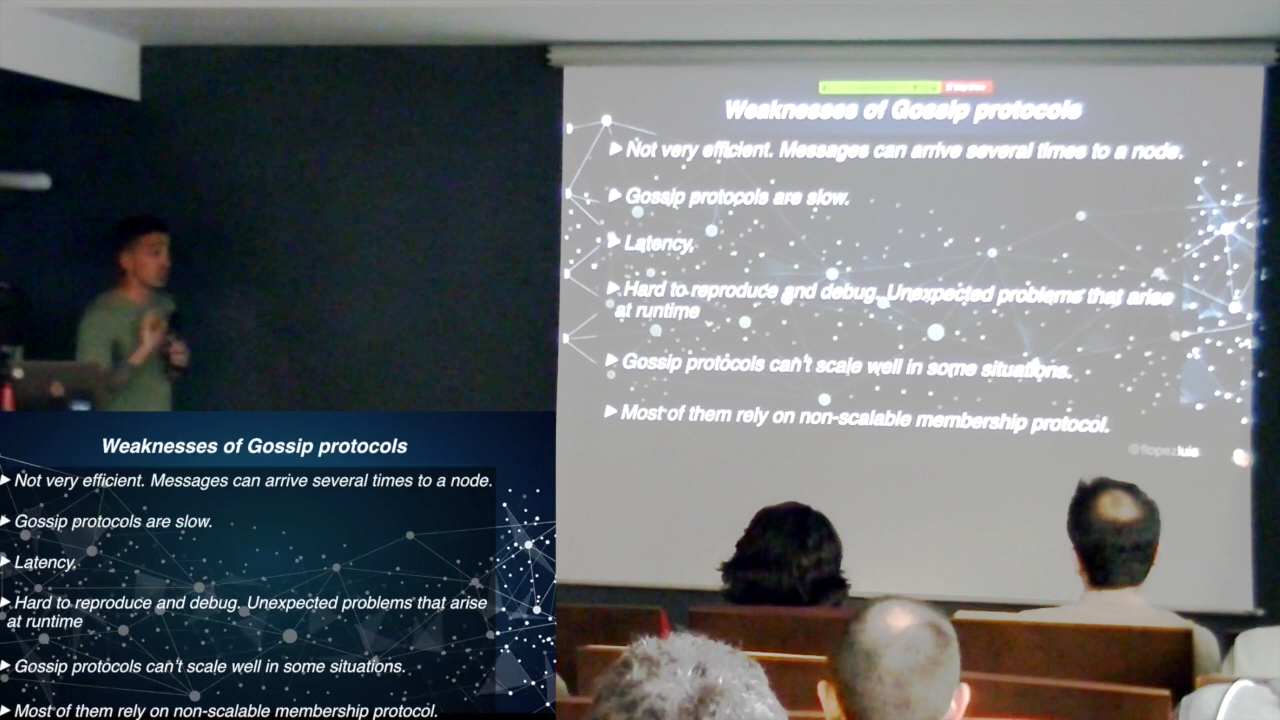 Weaknesses of Gossip protocols
▶ Not very efficient. Messages can arrive several times to a node.
▶ Gossip protocols are slow.
▶ Latency.
▶ Hard to reproduce and debug. Unexpected problems that arise
at runtime
▶ Gossip protocols can't scale well in some situations.
▶ Most of them rely on non-scalable membership protocol.
@flopezluis
Weaknesses of Gossip protocols
▶ Not very efficient. Messages can arrive several times to a node.
▶ Gossip protocols are slow.
▶ Latency.
▶ Hard to reproduce and debug. Unexpected problems that arise
at runtime
▶ Gossip protocols can't scale well in some situations.
▶ Most of them rely on non-scalable membership protocol.